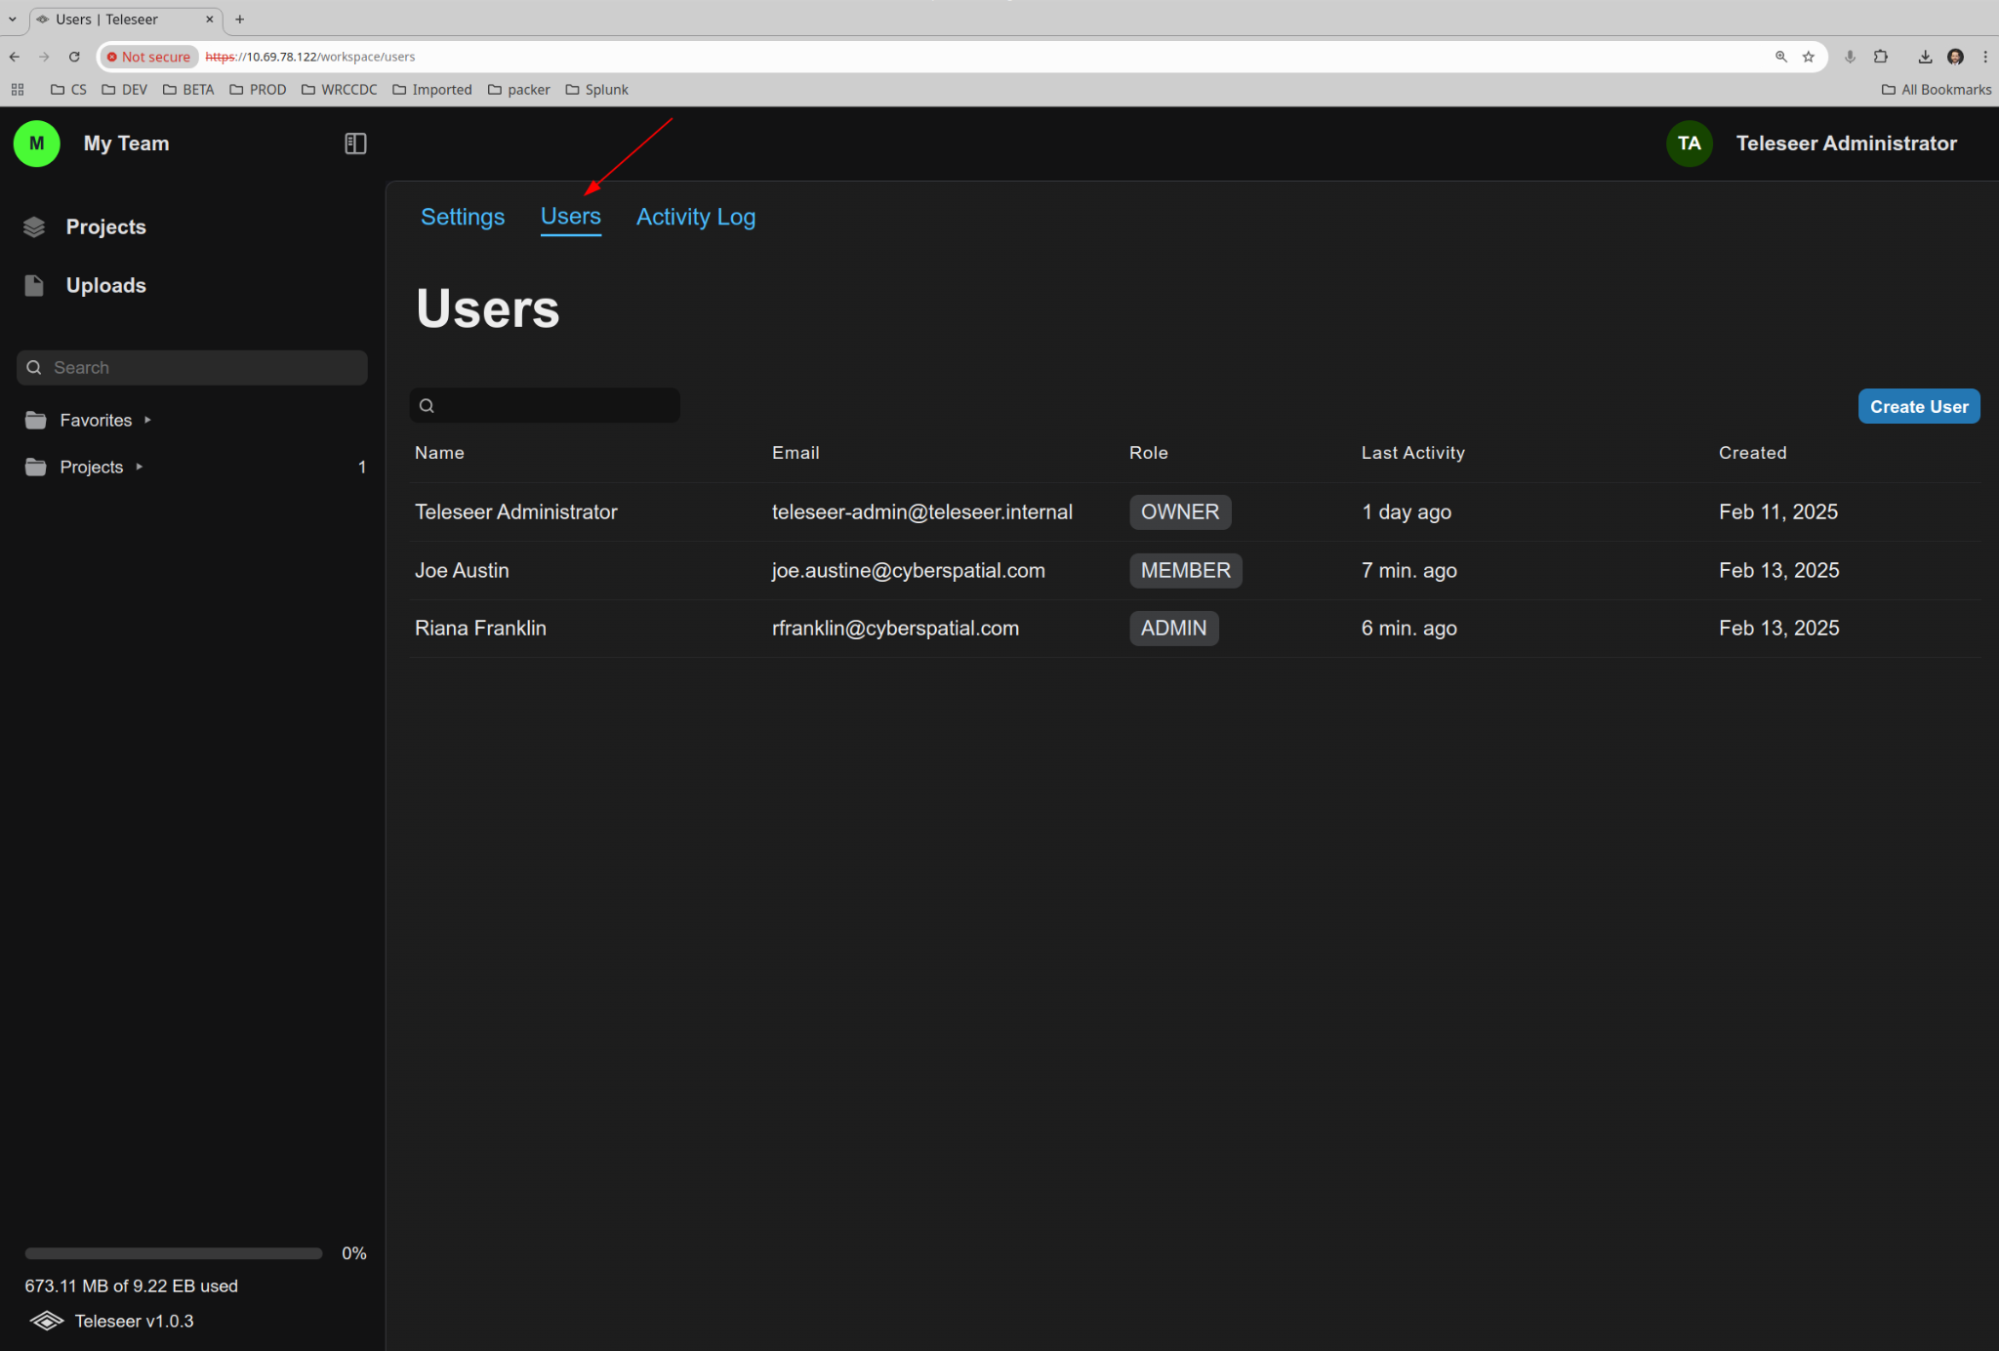 Users | Teleseer
Not secure https://10.69.78.122/workspace/users
CS DEV BETA PROD WRCCDC Imported packer Splunk All Bookmarks
M My Team TA Teleseer Administrator
Projects
Uploads
Search
Favorites
Projects 1
Settings Users Activity Log
Users
Create User
Name Email Role Last Activity Created
Teleseer Administrator teleseer-admin@teleseer.internal OWNER 1 day ago Feb 11, 2025
Joe Austin joe.austine@cyberspatial.com MEMBER 7 min. ago Feb 13, 2025
Riana Franklin rfranklin@cyberspatial.com ADMIN 6 min. ago Feb 13, 2025
0%
673.11 MB of 9.22 EB used
Teleseer v1.0.3